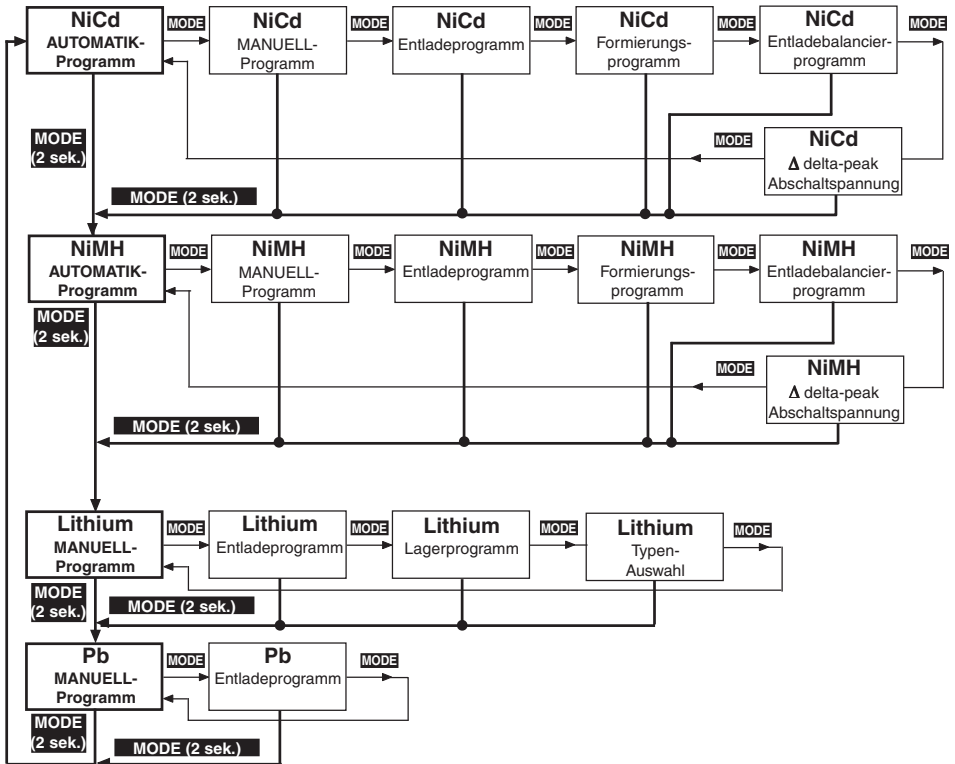 NiCd
AUTOMATIK-
Programm
MODE
NiCd
MANUELL-
Programm
MODE
NiCd
Entladeprogramm
MODE
NiCd
Formierungs-
programm
MODE
NiCd
Entladebalancier-
programm
MODE
MODE
(2 sek.)
MODE
NiCd
Δ delta-peak
Abschaltspannung
MODE (2 sek.)
NiMH
AUTOMATIK-
Programm
MODE
NiMH
MANUELL-
Programm
MODE
NiMH
Entladeprogramm
MODE
NiMH
Formierungs-
programm
MODE
NiMH
Entladebalancier-
programm
MODE
MODE
(2 sek.)
MODE
NiMH
Δ delta-peak
Abschaltspannung
MODE (2 sek.)
Lithium
MANUELL-
Programm
MODE
Lithium
Entladeprogramm
MODE
Lithium
Lagerprogramm
MODE
Lithium
Typen-
Auswahl
MODE
MODE
(2 sek.)
MODE (2 sek.)
Pb
MANUELL-
Programm
MODE
Pb
Entladeprogramm
MODE
MODE
(2 sek.)
MODE (2 sek.)